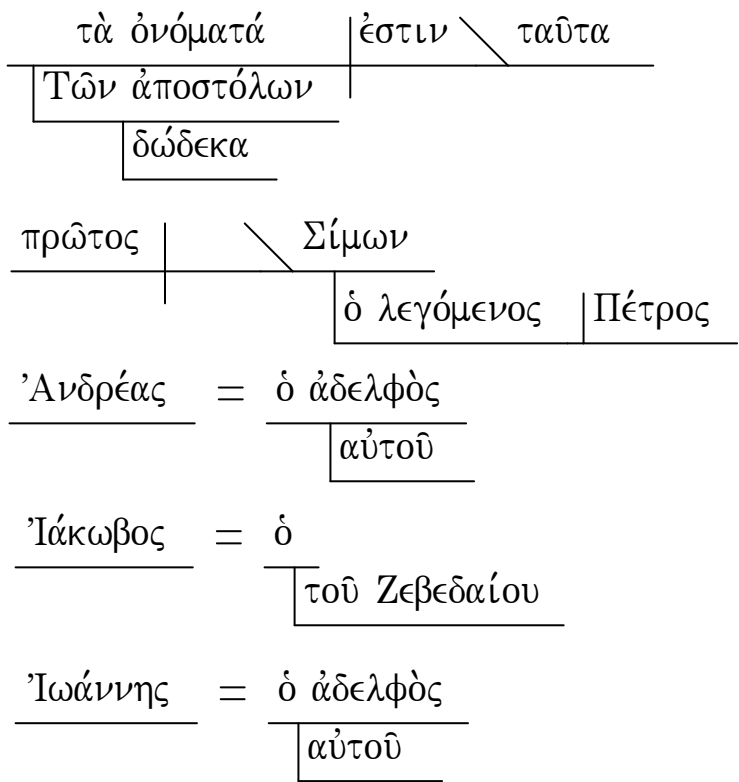 τὰ ὀνόματά ἐστιν ταῦτα
Τῶν ἀποστόλων
δώδεκα
πρῶτος Σίμων
ὁ λεγόμενος Πέτρος
Ἀνδρέας = ὁ ἀδελφὸς
αὐτοῦ
Ἰάκωβος = ὁ
τοῦ Ζεβεδαίου
Ἰωάννης = ὁ ἀδελφὸς
αὐτοῦ